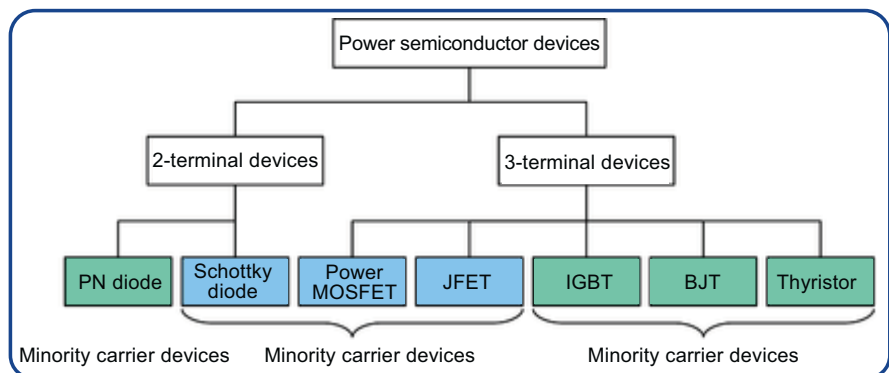 Power semiconductor devices
2-terminal devices
3-terminal devices
PN diode
Schottky
diode
Power
MOSFET
JFET
IGBT
BJT
Thyristor
Minority carrier devices
Minority carrier devices
Minority carrier devices